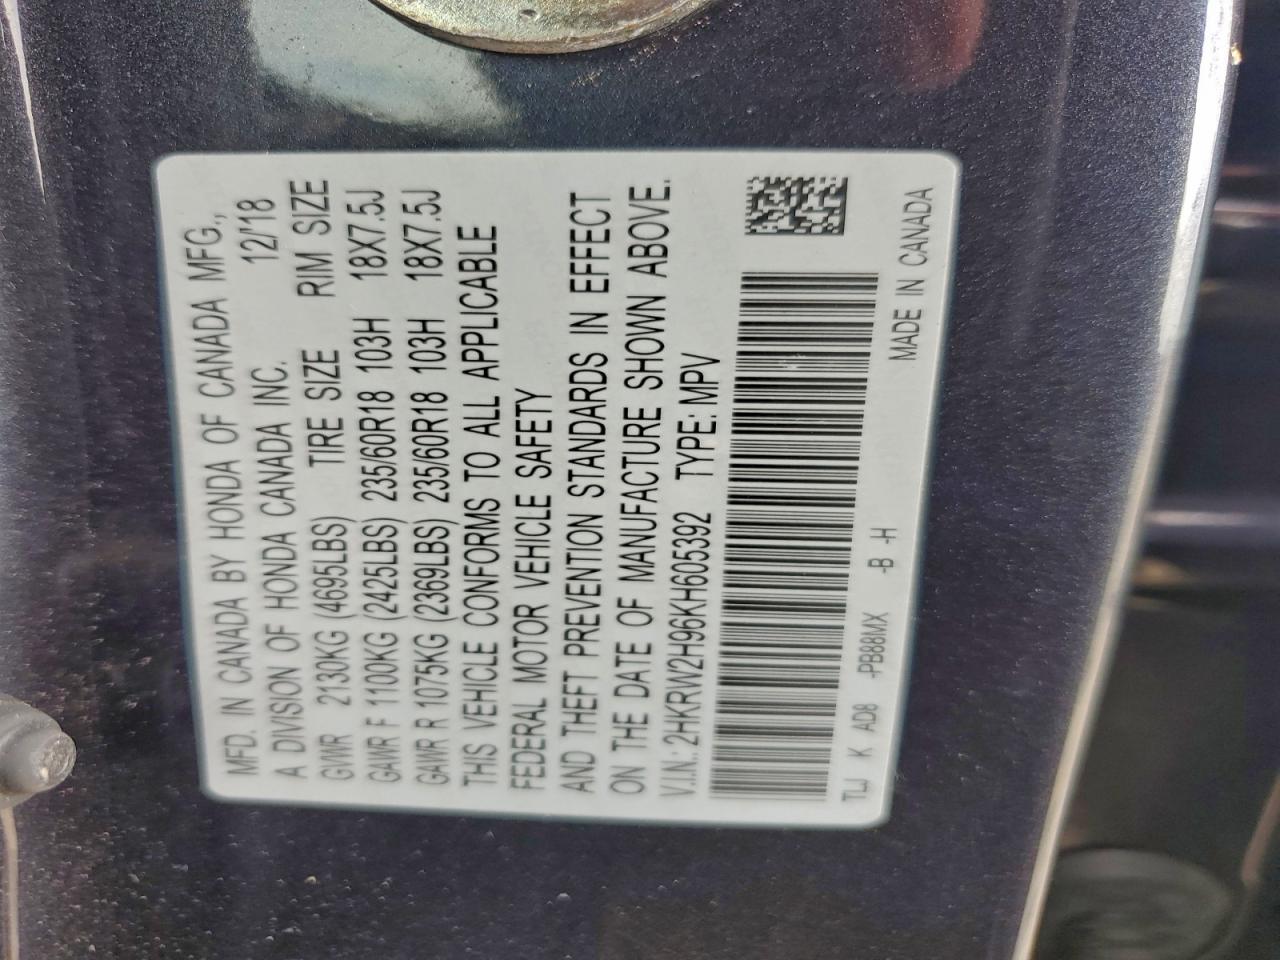 MFD. IN CANADA BY HONDA OF CANADA MFG.,
A DIVISION OF HONDA CANADA INC. 12/18
GVWR 2130KG (4695LBS) TIRE SIZE RIM SIZE
GAWR F 1100KG (2425LBS) 235/60R18 103H 18X7.5J
GAWR R 1075KG (2369LBS) 235/60R18 103H 18X7.5J
THIS VEHICLE CONFORMS TO ALL APPLICABLE
FEDERAL MOTOR VEHICLE SAFETY
AND THEFT PREVENTION STANDARDS IN EFFECT
ON THE DATE OF MANUFACTURE SHOWN ABOVE.
V.I.N.: 2HKRW2H96KH605392 TYPE: MPV
TLJ K AD8 -PB88MX -B -H
MADE IN CANADA